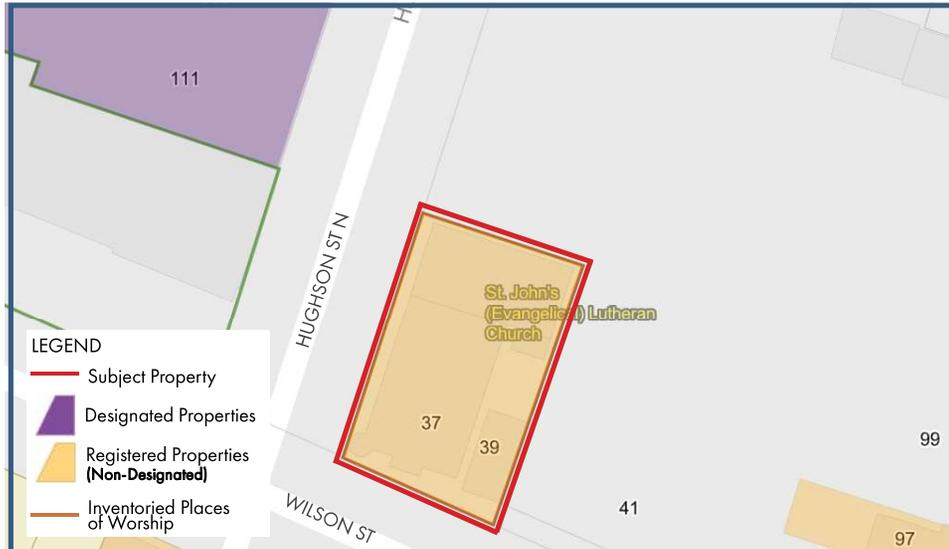 H
111
HUGHSON ST N
St. John's
(Evangelical) Lutheran
Church
37
39
99
41
97
WILSON ST
LEGEND
Subject Property
Designated Properties
Registered Properties
(Non-Designated)
Inventoried Places
of Worship